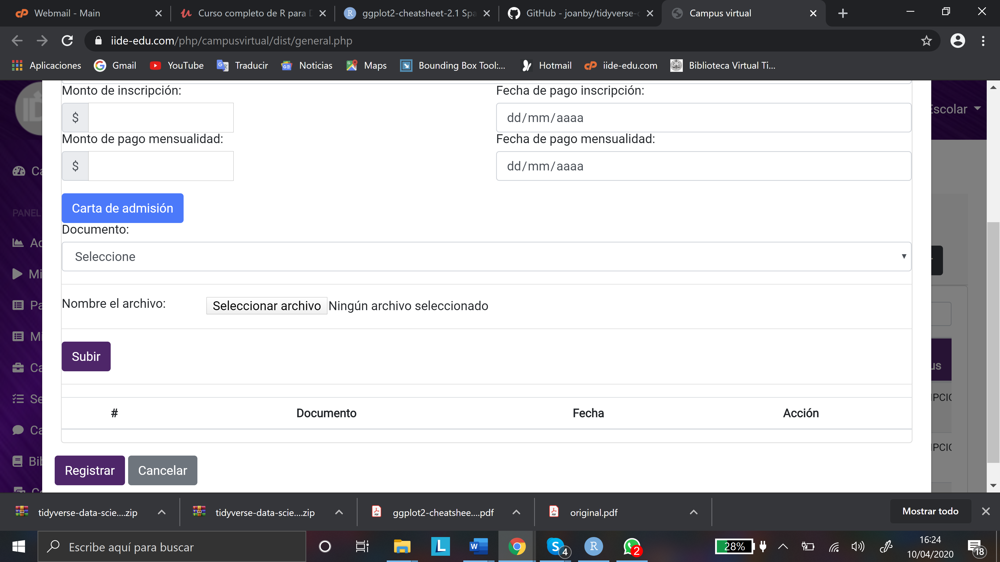 Webmail - Main
Curso completo de R para D
ggplot2-cheatsheet-2.1 Spa
GitHub - joanby/tidyverse-c
Campus virtual
iide-edu.com/php/campusvirtual/dist/general.php
Aplicaciones
Gmail
YouTube
Traducir
Noticias
Maps
Bounding Box Tool:...
Hotmail
iide-edu.com
Biblioteca Virtual Ti...
Monto de inscripción:
Fecha de pago inscripción:
Escolar
$
dd/mm/aaaa
Monto de pago mensualidad:
Fecha de pago mensualidad:
$
dd/mm/aaaa
Ca
Carta de admisión
PANEL
Documento:
Ac
Seleccione
Mi
Nombre el archivo:
Seleccionar archivo
Ningún archivo seleccionado
Pa
Mi
Subir
Ca
us
Se
IPCIO
#
Documento
Fecha
Acción
Ca
IPCIO
Bib
Registrar
Cancelar
tidyverse-data-scie....zip
tidyverse-data-scie....zip
ggplot2-cheatshee....pdf
original.pdf
Mostrar todo
Escribe aquí para buscar
4
2
28%
16:24
10/04/2020
18